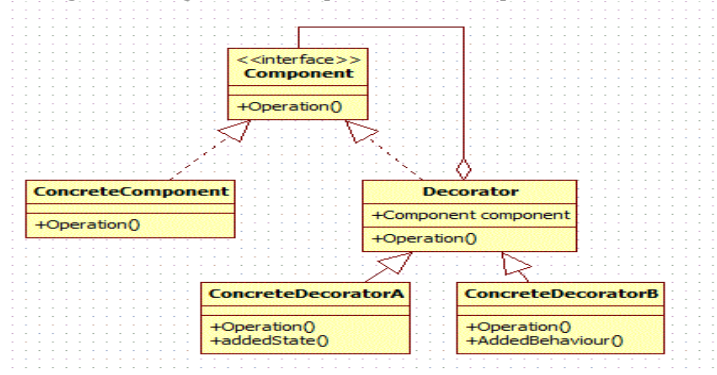 <<interface>>
Component
+Operation()
ConcreteComponent
+Operation()
Decorator
+Component component
+Operation()
ConcreteDecoratorA
+Operation()
+addedState()
ConcreteDecoratorB
+Operation()
+AddedBehaviour()